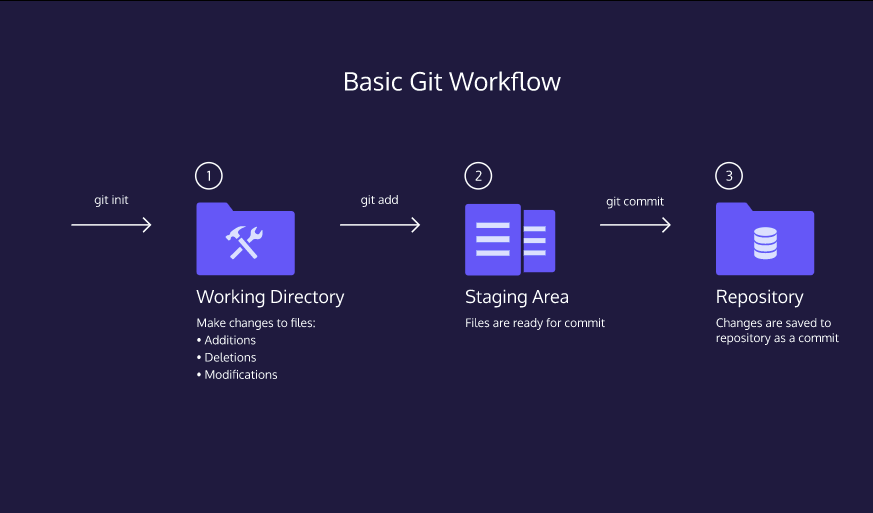 Basic Git Workflow
git init
1
git add
2
git commit
3
Working Directory
Make changes to files:
• Additions
• Deletions
• Modifications
Staging Area
Files are ready for commit
Repository
Changes are saved to
repository as a commit